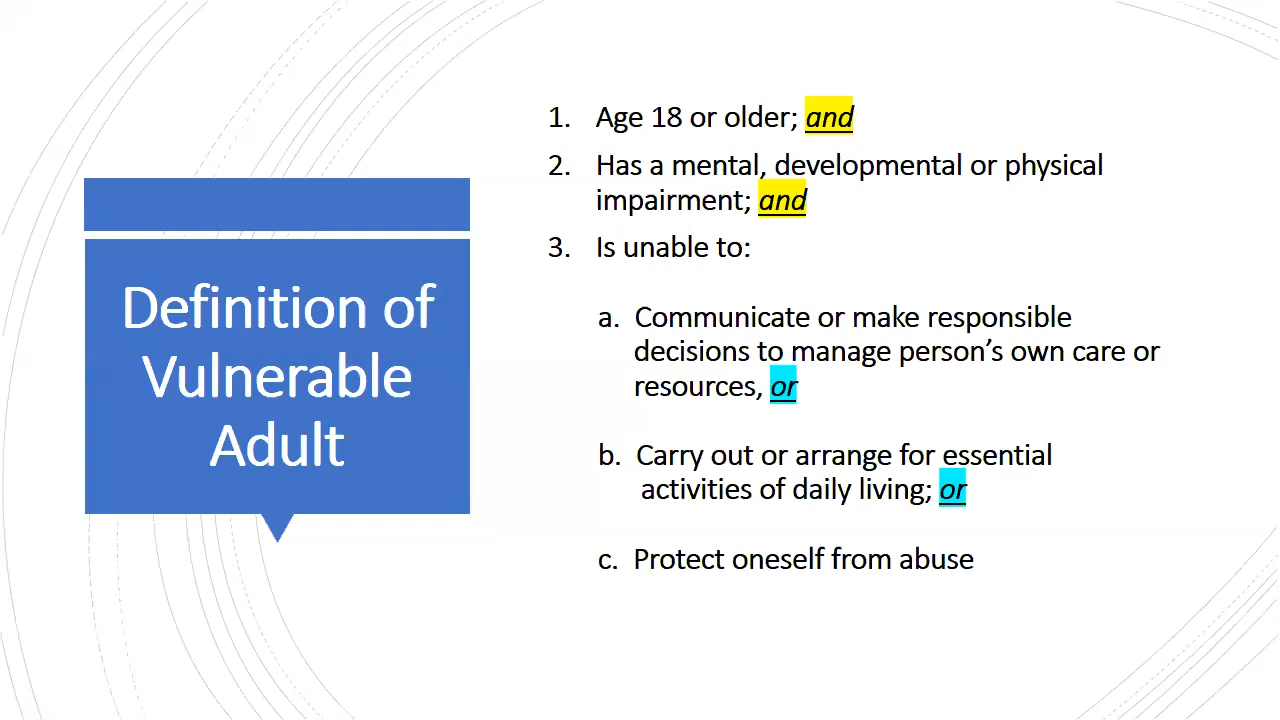 Definition of
Vulnerable
Adult
1. Age 18 or older; and
2. Has a mental, developmental or physical
impairment; and
3. Is unable to:
a. Communicate or make responsible
decisions to manage person’s own care or
resources, or
b. Carry out or arrange for essential
activities of daily living; or
c. Protect oneself from abuse